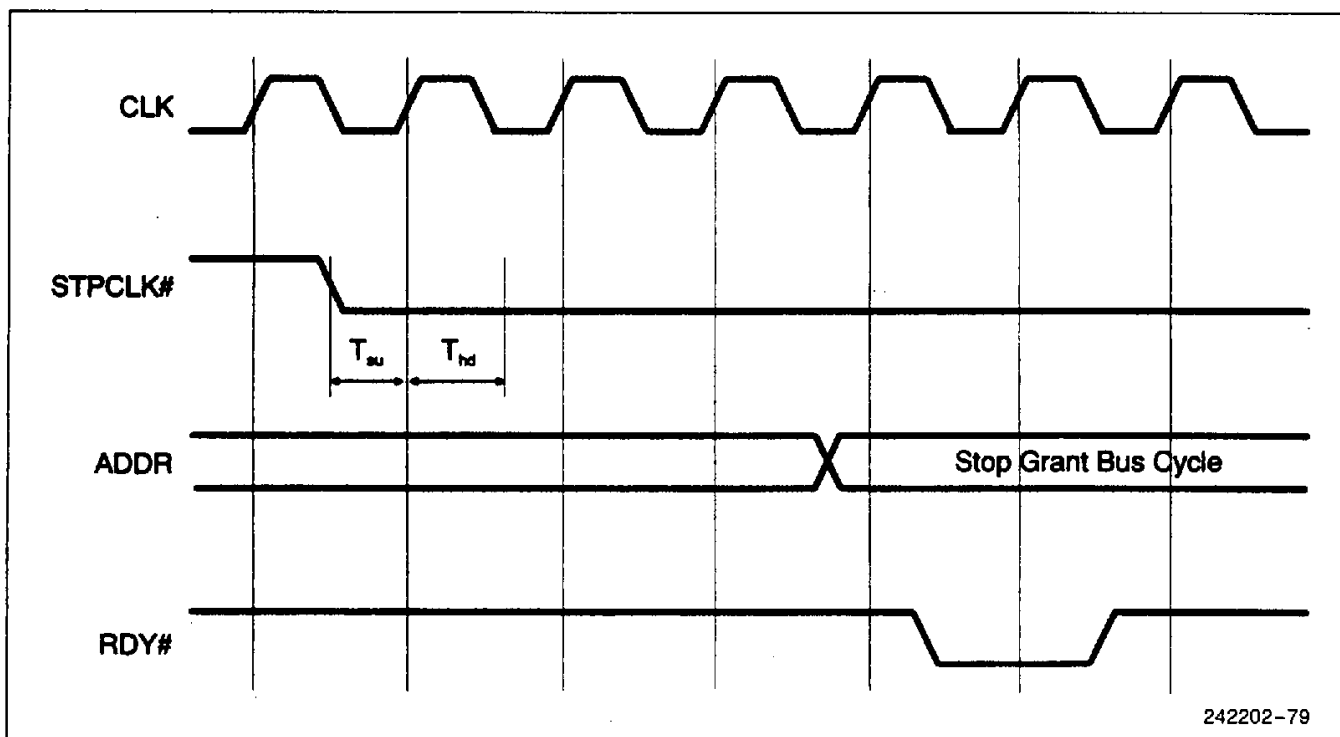 CLK
STPCLK#
Tsu Thd
ADDR Stop Grant Bus Cycle
RDY#
242202-79